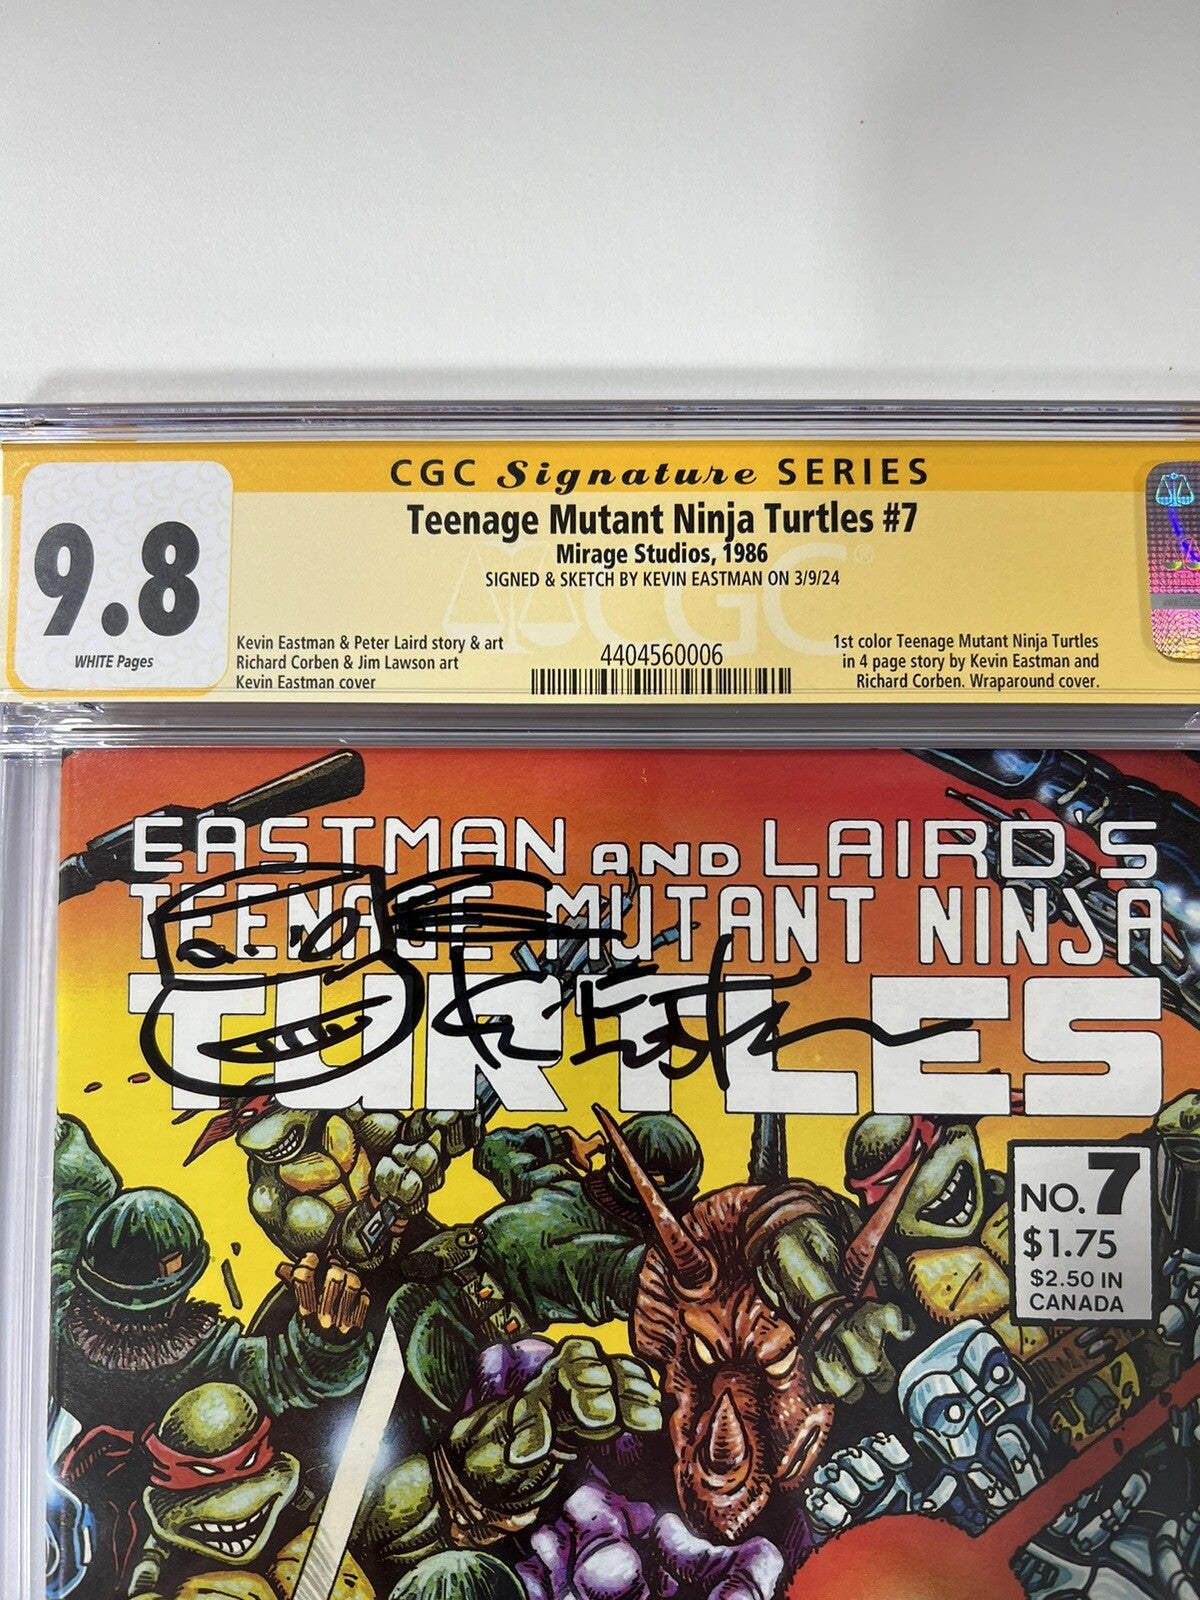 CGC Signature SERIES
Teenage Mutant Ninja Turtles #7
Mirage Studios, 1986
SIGNED & SKETCH BY KEVIN EASTMAN ON 3/9/24
9.8
WHITE Pages
Kevin Eastman & Peter Laird story & art
Richard Corben & Jim Lawson art
Kevin Eastman cover
4404560006
1st color Teenage Mutant Ninja Turtles
in 4 page story by Kevin Eastman and
Richard Corben. Wraparound cover.
CGC
EASTMAN AND LAIRD'S
TEENAGE MUTANT NINJA
TURTLES
NO. 7
$1.75
$2.50 IN
CANADA